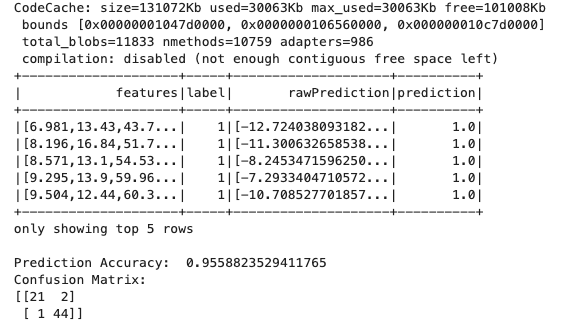 CodeCache: size=131072Kb used=30063Kb max_used=30063Kb free=101008Kb
 bounds [0x00000001047d0000, 0x0000000106560000, 0x000000010c7d0000]
 total_blobs=11833 nmethods=10759 adapters=986
 compilation: disabled (not enough contiguous free space left)
+--------------------+-----+--------------------+----------+
|            features|label|       rawPrediction|prediction|
+--------------------+-----+--------------------+----------+
|[6.981,13.43,43.7...|    1|[-12.724038093182...|       1.0|
|[8.196,16.84,51.7...|    1|[-11.300632658538...|       1.0|
|[8.571,13.1,54.53...|    1|[-8.2453471596250...|       1.0|
|[9.295,13.9,59.96...|    1|[-7.2933404710572...|       1.0|
|[9.504,12.44,60.3...|    1|[-10.708527701857...|       1.0|
+--------------------+-----+--------------------+----------+
only showing top 5 rows
Prediction Accuracy:  0.9558823529411765
Confusion Matrix:
[[21  2]
 [ 1 44]]